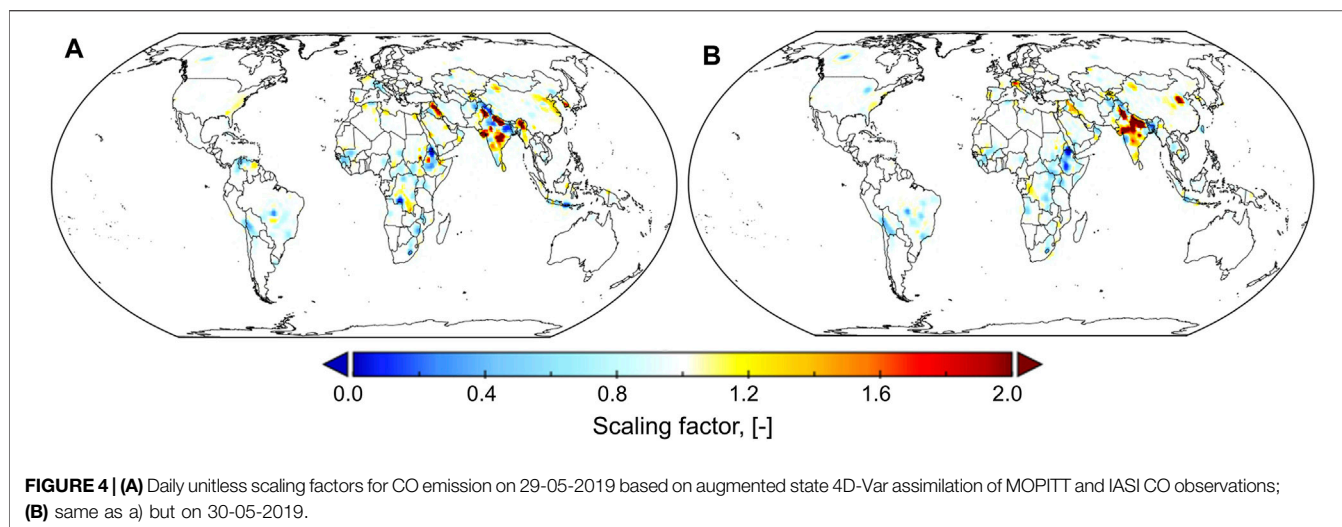 A
B
0.0 0.4 0.8 1.2 1.6 2.0
Scaling factor, [-]
FIGURE 4 | (A) Daily unitless scaling factors for CO emission on 29-05-2019 based on augmented state 4D-Var assimilation of MOPITT and IASI CO observations;
(B) same as a) but on 30-05-2019.